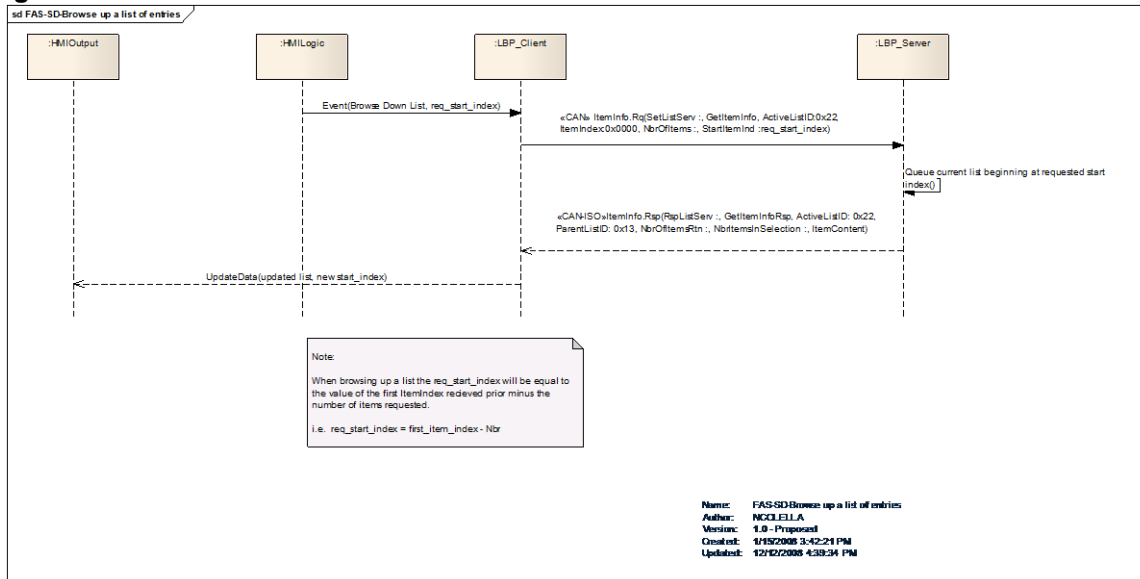 sd FAS-SD-Browse up a list of entries
:HMIOutput
:HMILogic
:LBP_Client
:LBP_Server
Event(Browse Down List, req_start_index)
«CAN» ItemInfo.Rq(SetListServ :, GetItemInfo, ActiveListID:0x22,
ItemIndex:0x0000, NbrOfItems :, StartItemInd :req_start_index)
Queue current list beginning at requested start
index()
«CAN-ISO»ItemInfo.Rsp(RspListServ :, GetItemInfoRsp, ActiveListID: 0x22,
ParentListID: 0x13, NbrOfItemsRtn :, NbrItemsInSelection :, ItemContent)
UpdateData(updated list, new start_index)
Note:
When browsing up a list the req_start_index will be equal to
the value of the first ItemIndex recieved prior minus the
number of items requested.
i.e. req_start_index = first_item_index - Nbr
Name: FAS-SD-Browse up a list of entries
Author: NCOLELLA
Version: 1.0 - Proposed
Created: 1/15/2008 3:42:21 PM
Updated: 12/12/2008 4:39:34 PM